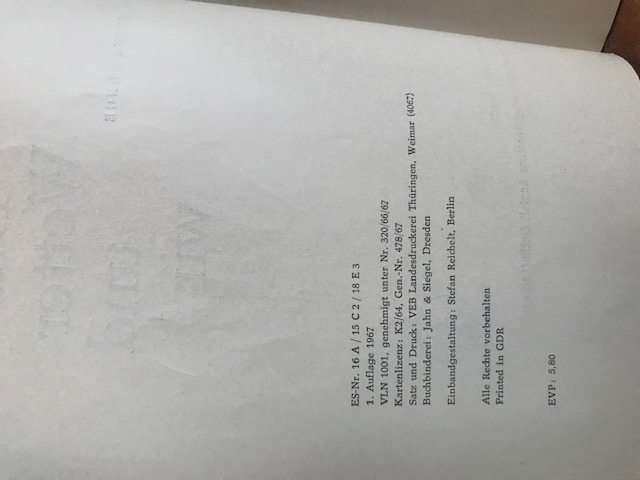 ES-Nr. 16 A / 15 C 2 / 18 E 3
1. Auflage 1967
VLN 1001, genehmigt unter Nr. 320/66/67
Kartenlizenz: K2/64, Gen.-Nr. 478/67
Satz und Druck: VEB Landesdruckerei Thüringen, Weimar (4067)
Buchbinderei: Jahn & Siegel, Dresden
Einbandgestaltung: Stefan Reichelt, Berlin
Alle Rechte vorbehalten
Printed in GDR
EVP: 5,80